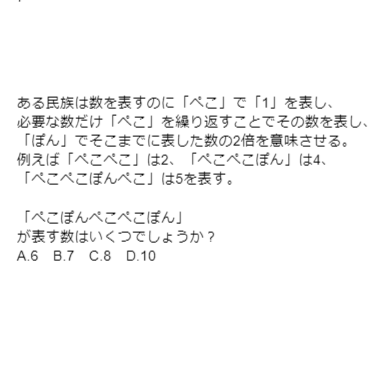 ある民族は数を表すのに「ぺこ」で「1」を表し、
必要な数だけ「ぺこ」を繰り返すことでその数を表し、
「ぽん」でそこまでに表した数の2倍を意味させる。
例えば「ぺこぺこ」は2、「ぺこぺこぽん」は4、
「ぺこぺこぽんぺこ」は5を表す。
「ぺこぽんぺこぺこぽん」
が表す数はいくつでしょうか？
A.6 B.7 C.8 D.10